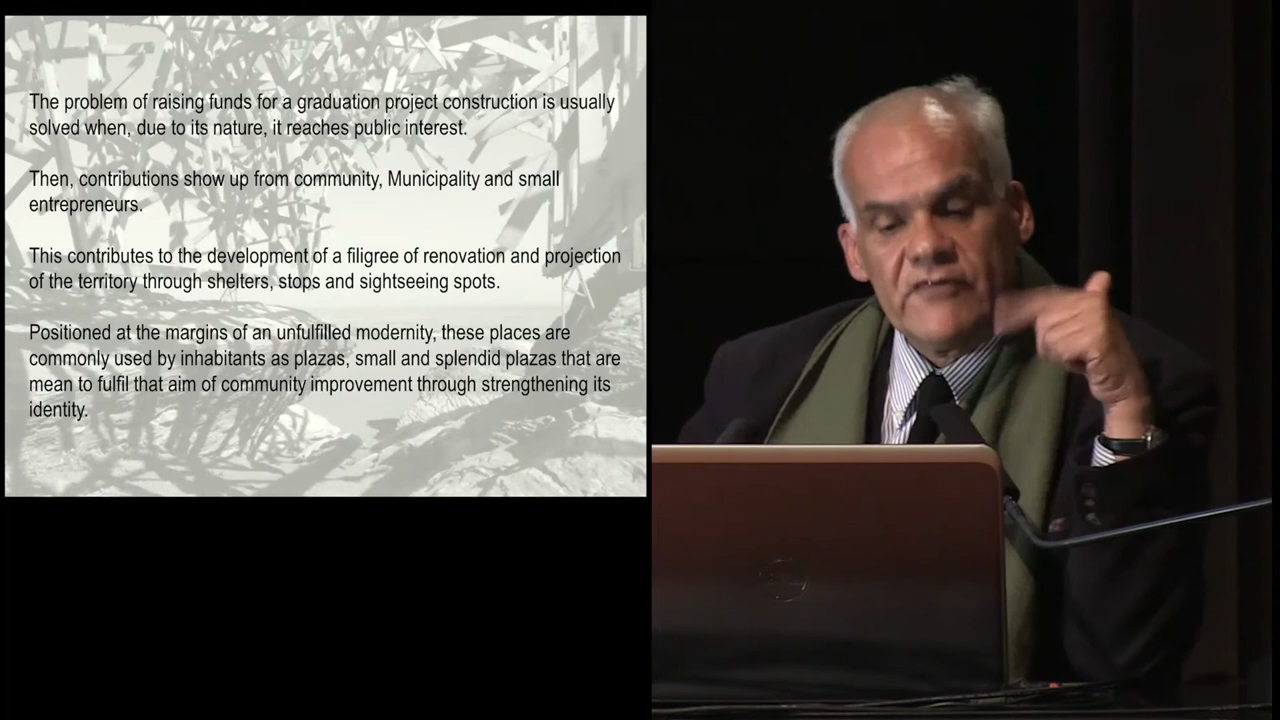 The problem of raising funds for a graduation project construction is usually
solved when, due to its nature, it reaches public interest.
Then, contributions show up from community, Municipality and small
entrepreneurs.
This contributes to the development of a filigree of renovation and projection
of the territory through shelters, stops and sightseeing spots.
Positioned at the margins of an unfulfilled modernity, these places are
commonly used by inhabitants as plazas, small and splendid plazas that are
mean to fulfil that aim of community improvement through strengthening its
identity.